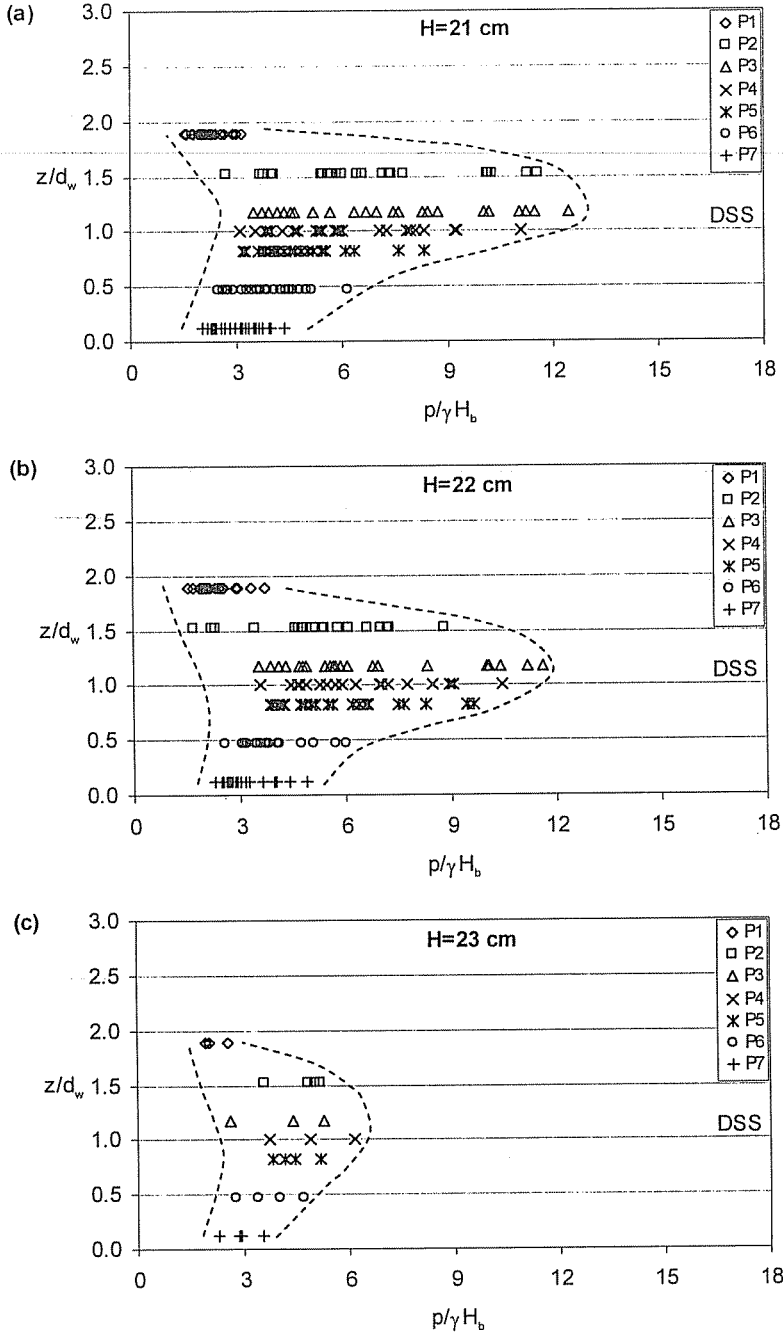 (a)
H=21 cm
3.0
2.5
2.0
1.5
1.0
0.5
0.0
z/d_w
0 3 6 9 12 15 18
p/γH_b
DSS
P1
P2
P3
P4
P5
P6
P7
(b)
H=22 cm
3.0
2.5
2.0
1.5
1.0
0.5
0.0
z/d_w
0 3 6 9 12 15 18
p/γH_b
DSS
P1
P2
P3
P4
P5
P6
P7
(c)
H=23 cm
3.0
2.5
2.0
1.5
1.0
0.5
0.0
z/d_w
0 3 6 9 12 15 18
p/γH_b
DSS
P1
P2
P3
P4
P5
P6
P7